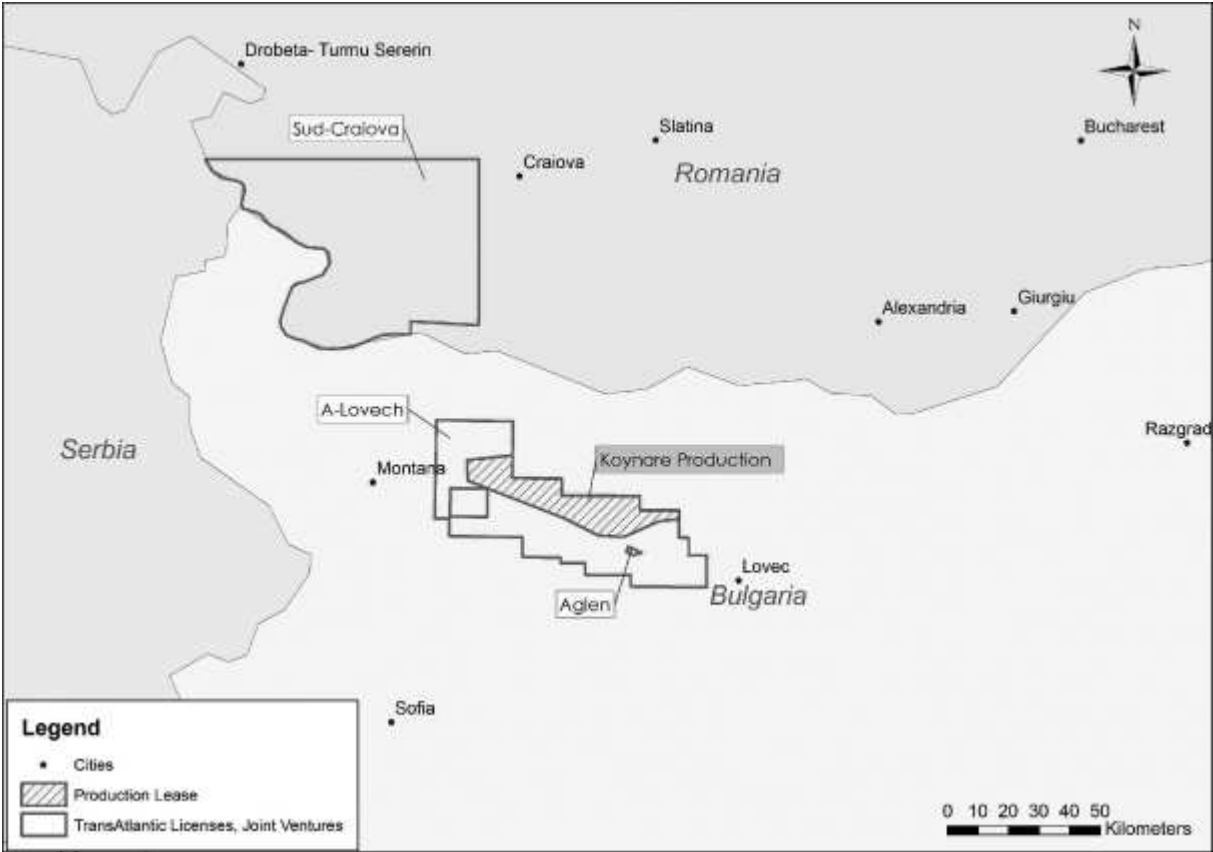 N
Drobeta- Turnu Sererin
Sud-Craiova
Slatina
Bucharest
Craiova
Romania
Alexandria
Giurgiu
A-Lovech
Razgrad
Serbia
Koynare Production
Montana
Lovec
Aglen
Bulgaria
Sofia
Legend
Cities
Production Lease
TransAtlantic Licenses, Joint Ventures
0 10 20 30 40 50
Kilometers